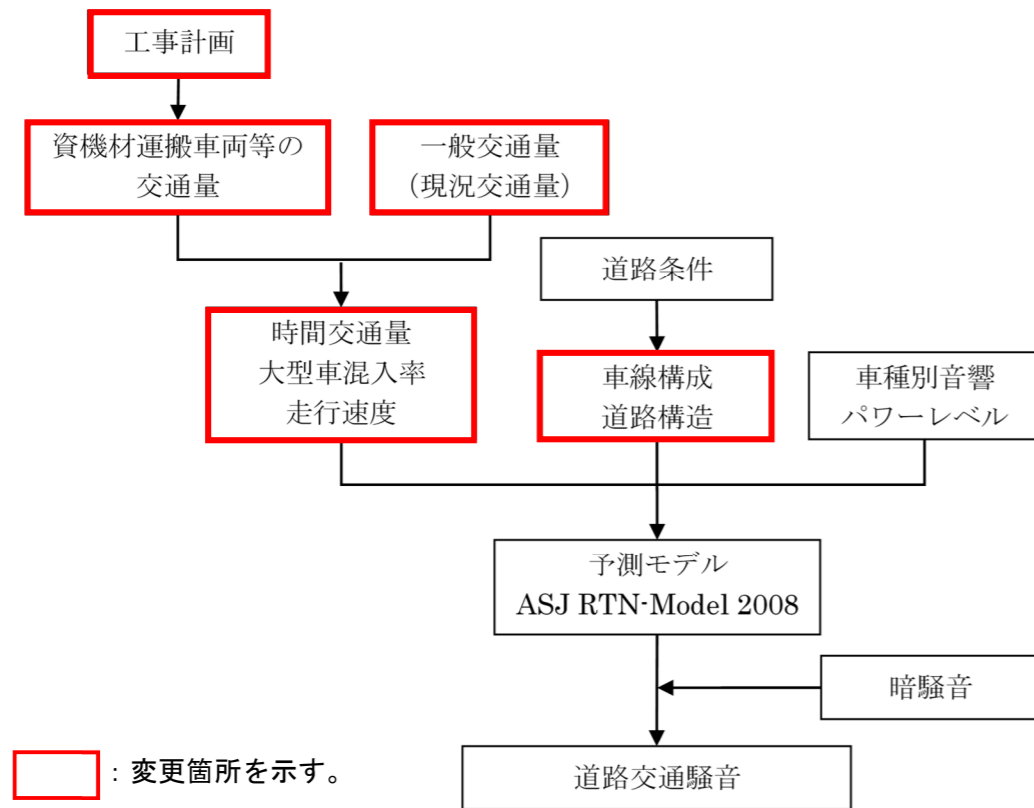 工事計画
資機材運搬車両等の
交通量
一般交通量
(現況交通量)
道路条件
時間交通量
大型車混入率
走行速度
車線構成
道路構造
車種別音響
パワーレベル
予測モデル
ASJ RTN-Model 2008
暗騒音
道路交通騒音
：変更箇所を示す。